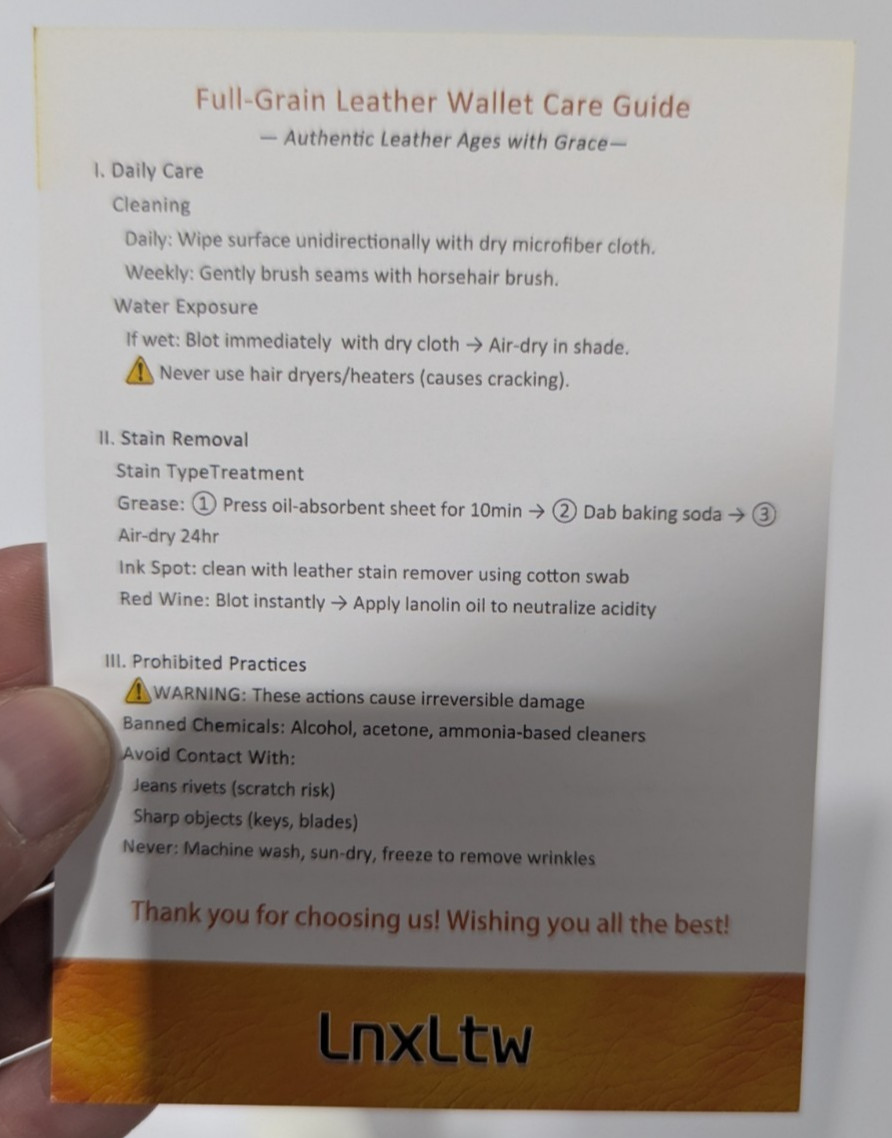 Full-Grain Leather Wallet Care Guide
— Authentic Leather Ages with Grace—
I. Daily Care
Cleaning
Daily: Wipe surface unidirectionally with dry microfiber cloth.
Weekly: Gently brush seams with horsehair brush.
Water Exposure
If wet: Blot immediately with dry cloth → Air-dry in shade.
⚠ Never use hair dryers/heaters (causes cracking).
II. Stain Removal
Stain TypeTreatment
Grease: ① Press oil-absorbent sheet for 10min → ② Dab baking soda → ③
Air-dry 24hr
Ink Spot: clean with leather stain remover using cotton swab
Red Wine: Blot instantly → Apply lanolin oil to neutralize acidity
III. Prohibited Practices
⚠ WARNING: These actions cause irreversible damage
Banned Chemicals: Alcohol, acetone, ammonia-based cleaners
Avoid Contact With:
Jeans rivets (scratch risk)
Sharp objects (keys, blades)
Never: Machine wash, sun-dry, freeze to remove wrinkles
Thank you for choosing us! Wishing you all the best!
LnxLtw